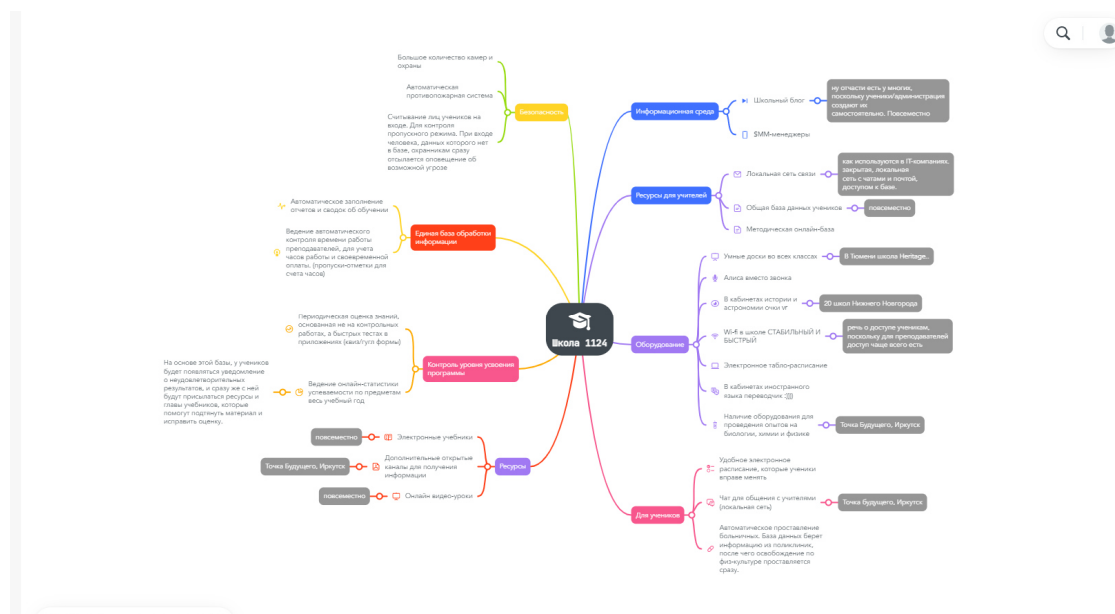 Большое количество камер и
охраны
Автоматическая
противопожарная система
Считывание лиц учеников на
входе. Для контроля
пропускного режима. При входе
человека, данных которого нет
в базе, охранникам сразу
отсылается оповещение об
возможной угрозе
Безопасность
Автоматическое заполнение
отчетов и сводок об обучении
Ведение автоматического
контроля времени работы
преподавателей, для учета
часов работы и своевременной
оплаты. (пропуски-отметки для
счета часов)
Единая база обработки
информации
Периодическая оценка знаний,
основанная не на контрольных
работах, а быстрых тестах в
приложениях (квиз/гугл формы)
На основе этой базы, у учеников
будет появляться уведомление
о неудовлетворительных
результатов, и сразу же с ней
будут присылаться ресурсы и
главы учебников, которые
помогут подтянуть материал и
исправить оценку.
Ведение онлайн-статистики
успеваемости по предметам
весь учебный год
Контроль уровня усвоения
программы
повсеместно
Электронные учебники
Точка Будущего, Иркутск
Дополнительные открытые
каналы для получения
информации
повсеместно
Онлайн видео-уроки
Ресурсы
Школа 1124
Информационная среда
Школьный блог
ну отчасти есть у многих,
поскольку ученики/администрация
создают их
самостоятельно. Повсеместно
SMM-менеджеры
Ресурсы для учителей
Локальная сеть связи
как используются в IT-компаниях.
закрытая, локальная
сеть с чатами и почтой,
доступом к базе.
Общая база данных учеников
повсеместно
Методическая онлайн-база
Оборудование
Умные доски во всех классах
В Тюмени школа Heritage..
Алиса вместо звонка
В кабинетах истории и
астрономии очки vr
20 школ Нижнего Новгорода
Wi-fi в школе СТАБИЛЬНЫЙ И
БЫСТРЫЙ
речь о доступе ученикам,
поскольку для преподавателей
доступ чаще всего есть
Электронное табло-расписание
В кабинетах иностранного
языка переводчик :))))
Наличие оборудования для
проведения опытов на
биологии, химии и физике
Точка Будущего, Иркутск
Для учеников
Удобное электронное
расписание, которые ученики
вправе менять
Чат для общения с учителями
(локальная сеть)
Точка будущего, Иркутск
Автоматическое проставление
больничных. База данных берет
информацию из поликлиник,
после чего освобождение по
физ-культуре проставляется
сразу.